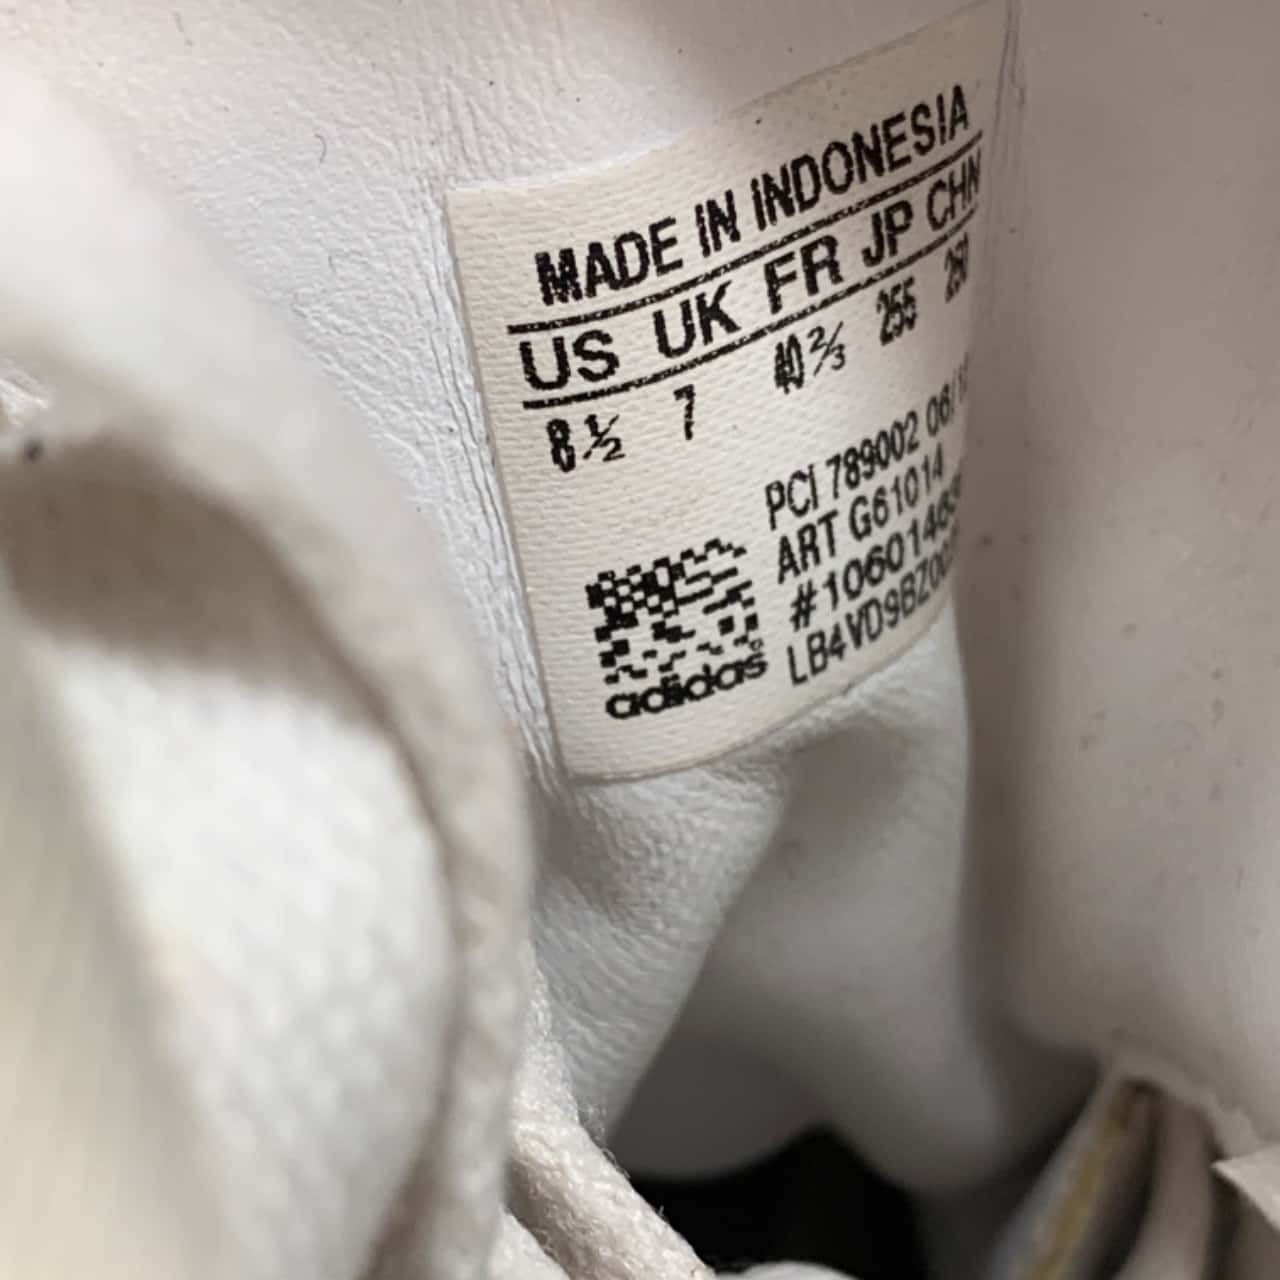 MADE IN INDONESIA
US UK FR JP CHN
8½ 7 40⅔ 255
PCI 789002
ART G61014
adidas